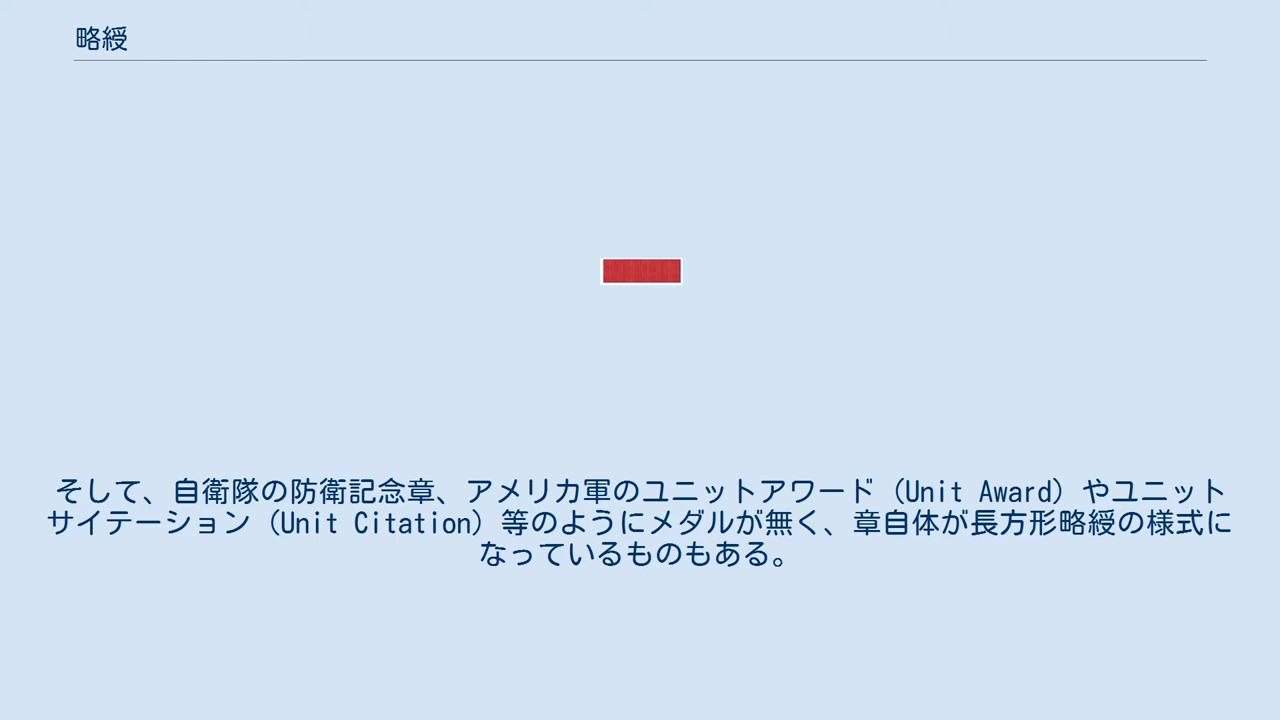 略綬
そして、自衛隊の防衛記念章、アメリカ軍のユニットアワード（Unit Award）やユニット
サイテーション（Unit Citation）等のようにメダルが無く、章自体が長方形略綬の様式に
なっているものもある。